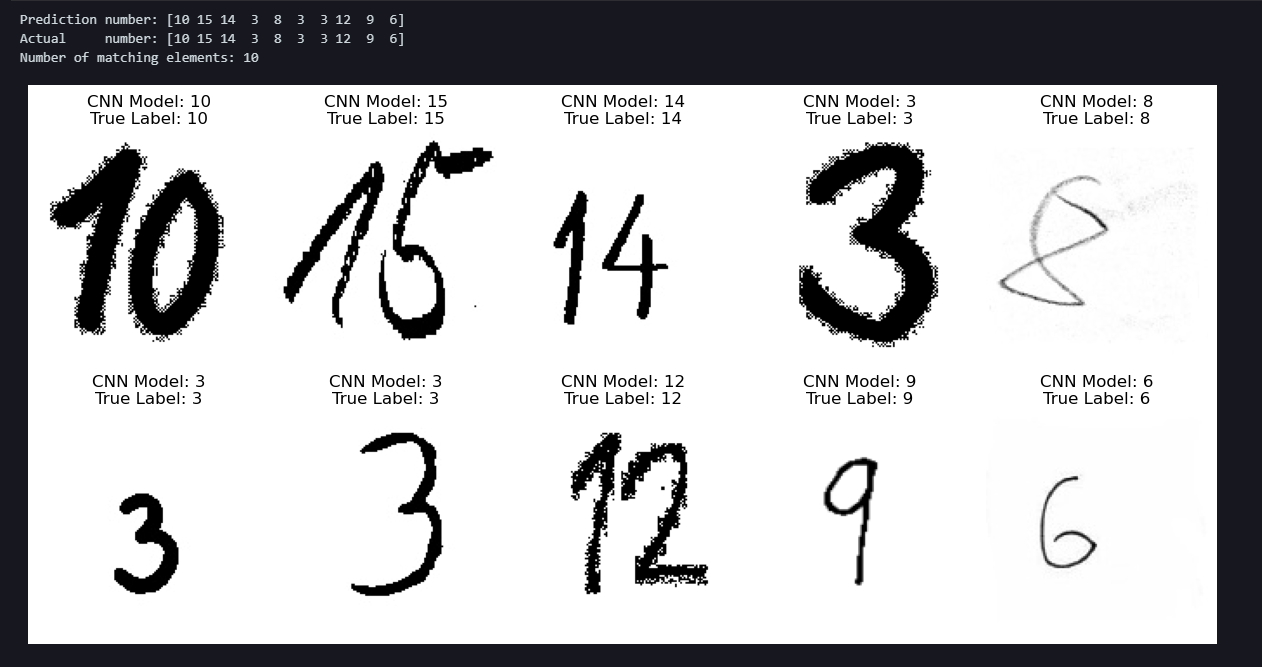 Prediction number: [10 15 14  3  8  3  3 12  9  6]
Actual     number: [10 15 14  3  8  3  3 12  9  6]
Number of matching elements: 10
CNN Model: 10
True Label: 10
CNN Model: 15
True Label: 15
CNN Model: 14
True Label: 14
CNN Model: 3
True Label: 3
CNN Model: 8
True Label: 8
10
15
14
3
8
CNN Model: 3
True Label: 3
CNN Model: 3
True Label: 3
CNN Model: 12
True Label: 12
CNN Model: 9
True Label: 9
CNN Model: 6
True Label: 6
3
3
12
9
6